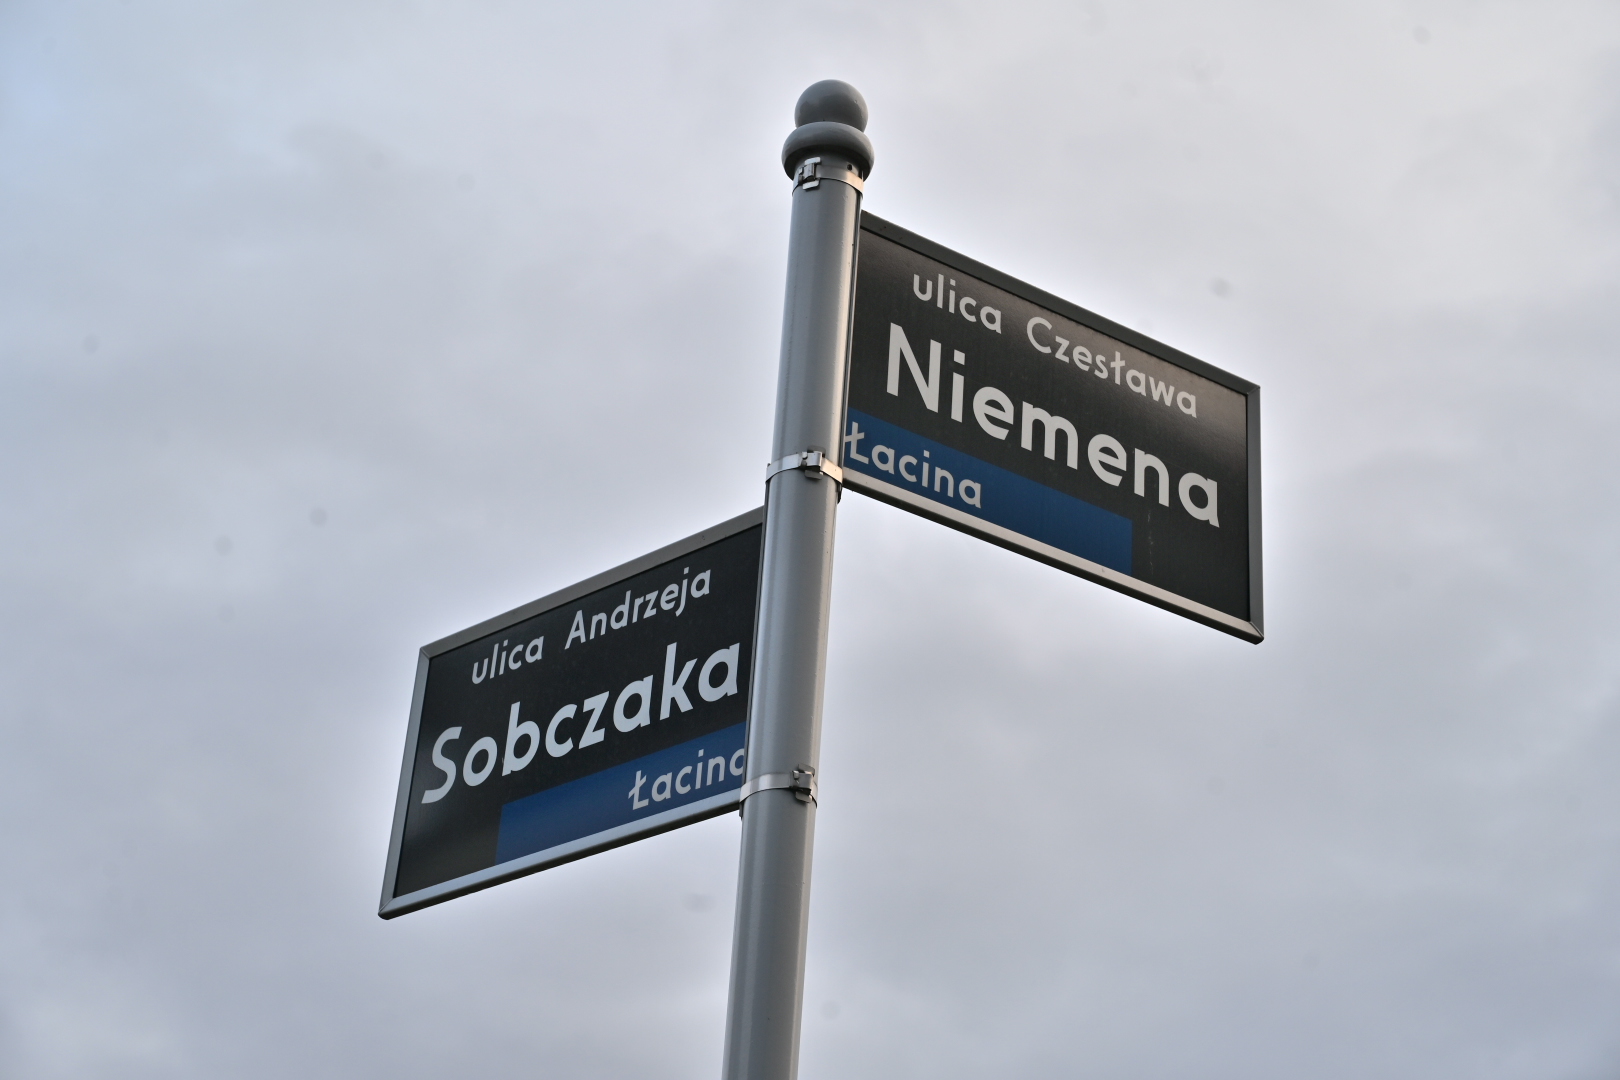 ulica Czesława
Niemena
Łacina
ulica Andrzeja
Sobczaka
Łacina